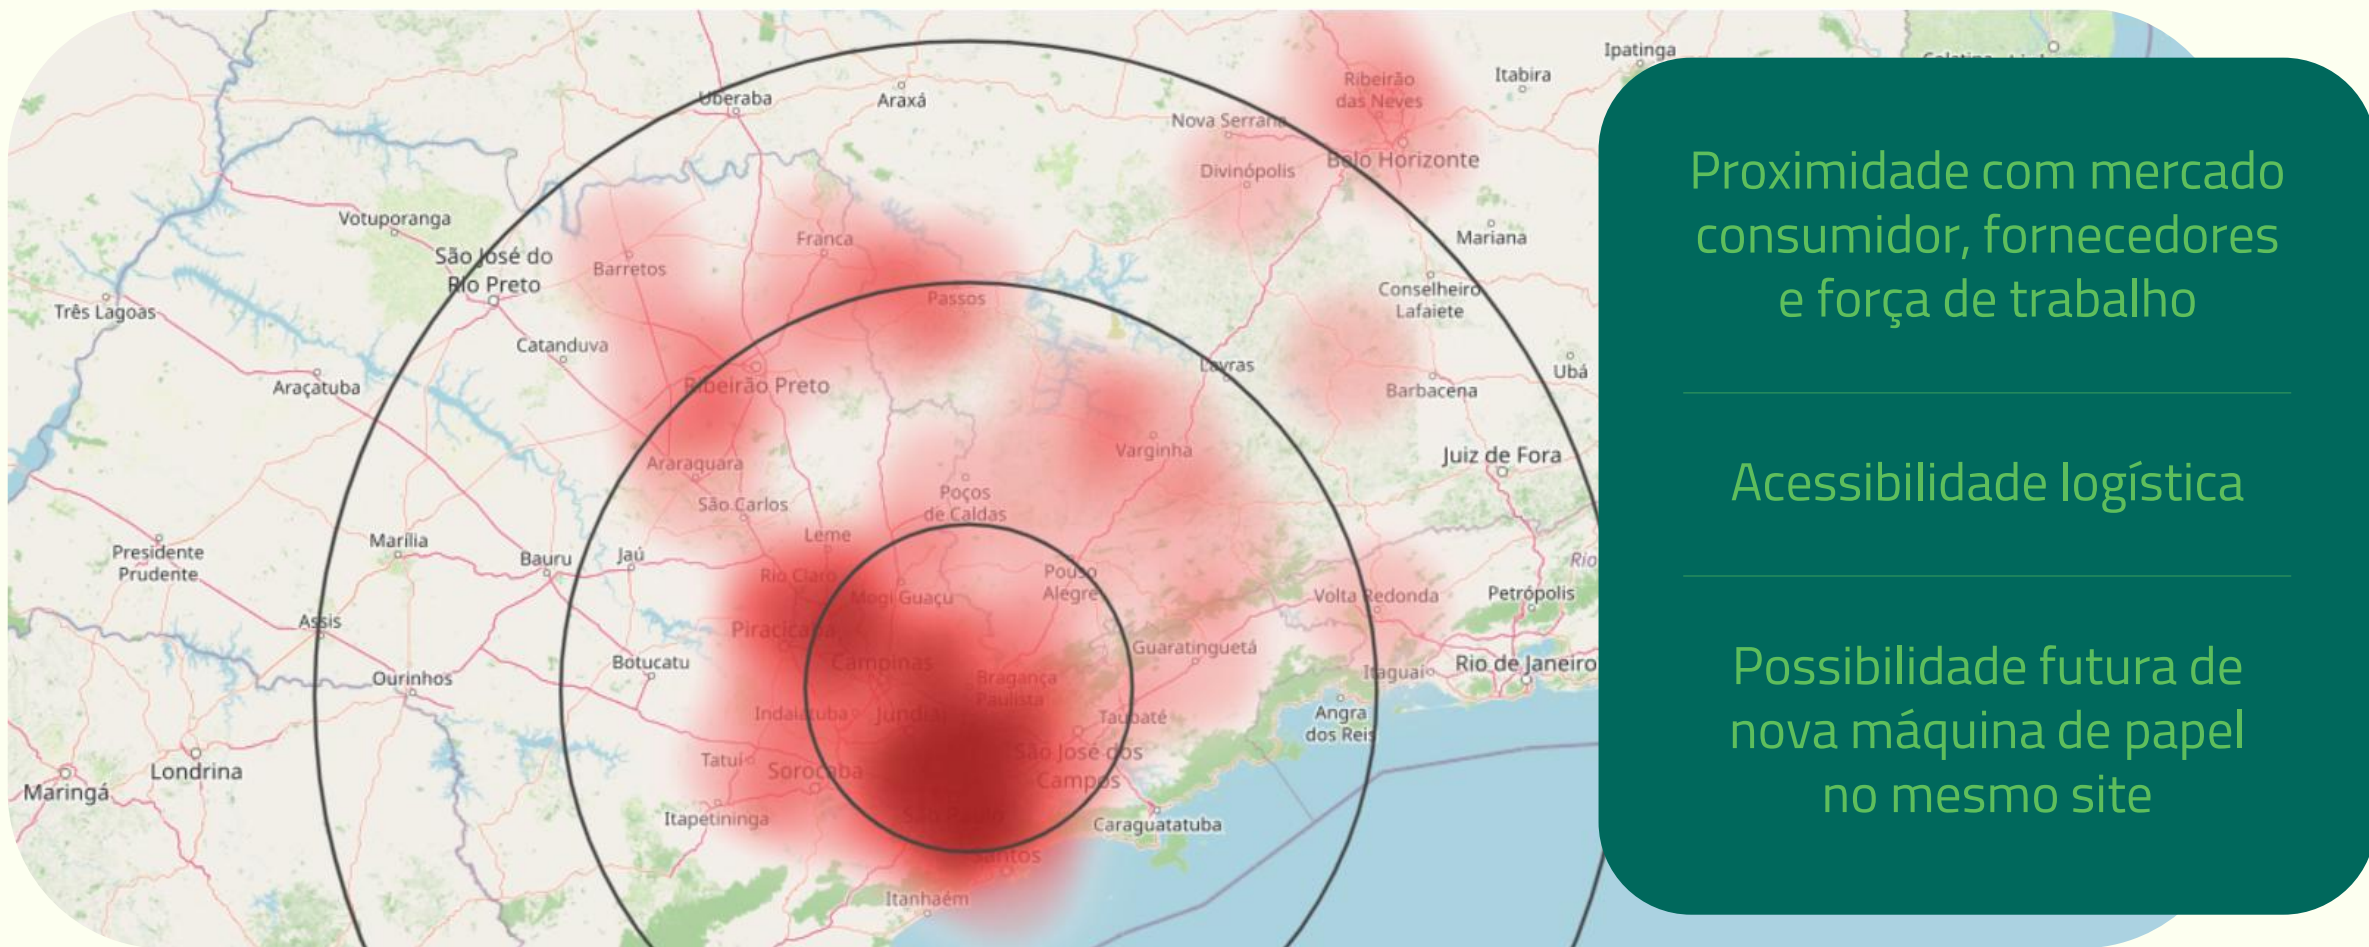 Ipatinga
Itabira
Ribeirão
das Neves
Uberaba
Araxá
Nova Serrana
Belo Horizonte
Divinópolis
Votuporanga
Franca
Mariana
São José do
Rio Preto
Barretos
Conselheiro
Lafaiete
Passos
Três Lagoas
Catanduva
Lavras
Ubá
Araçatuba
Ribeirão Preto
Barbacena
Varginha
Juiz de Fora
Araraquara
São Carlos
Poços
de Caldas
Leme
Marília
Presidente
Prudente
Bauru
Jaú
Rio
Rio Claro
Pouso
Alegre
Mogi Guaçu
Volta Redonda
Petrópolis
Assis
Piracicaba
Guaratinguetá
Botucatu
Campinas
Rio de Janeiro
Itaguaí
Ourinhos
Bragança
Paulista
Indaiatuba
Jundiaí
Taubaté
Angra
dos Reis
Tatuí
Sorocaba
São José dos
Campos
Londrina
Maringá
Itapetininga
São Paulo
Caraguatatuba
Santos
Itanhaém
Proximidade com mercado
consumidor, fornecedores
e força de trabalho
Acessibilidade logística
Possibilidade futura de
nova máquina de papel
no mesmo site